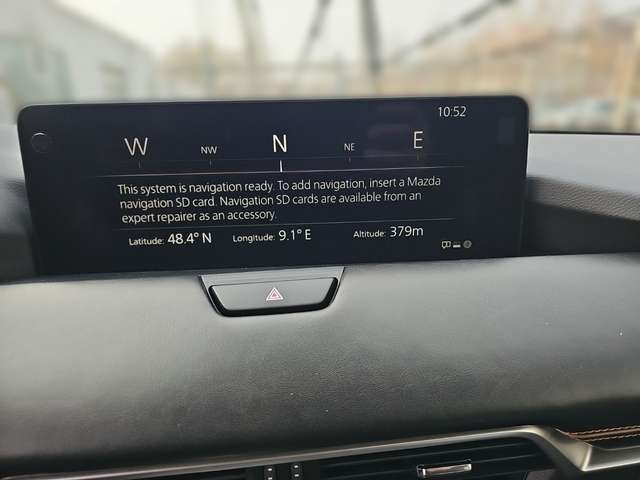 10:52
W NW N NE E
This system is navigation ready. To add navigation, insert a Mazda
navigation SD card. Navigation SD cards are available from an
expert repairer as an accessory.
Latitude: 48.4° N Longitude: 9.1° E Altitude: 379m